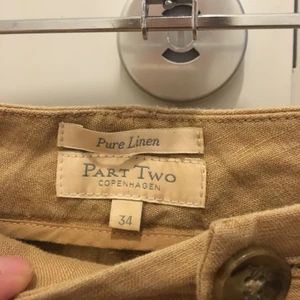 Pure Linen
PART TWO
COPENHAGEN
34